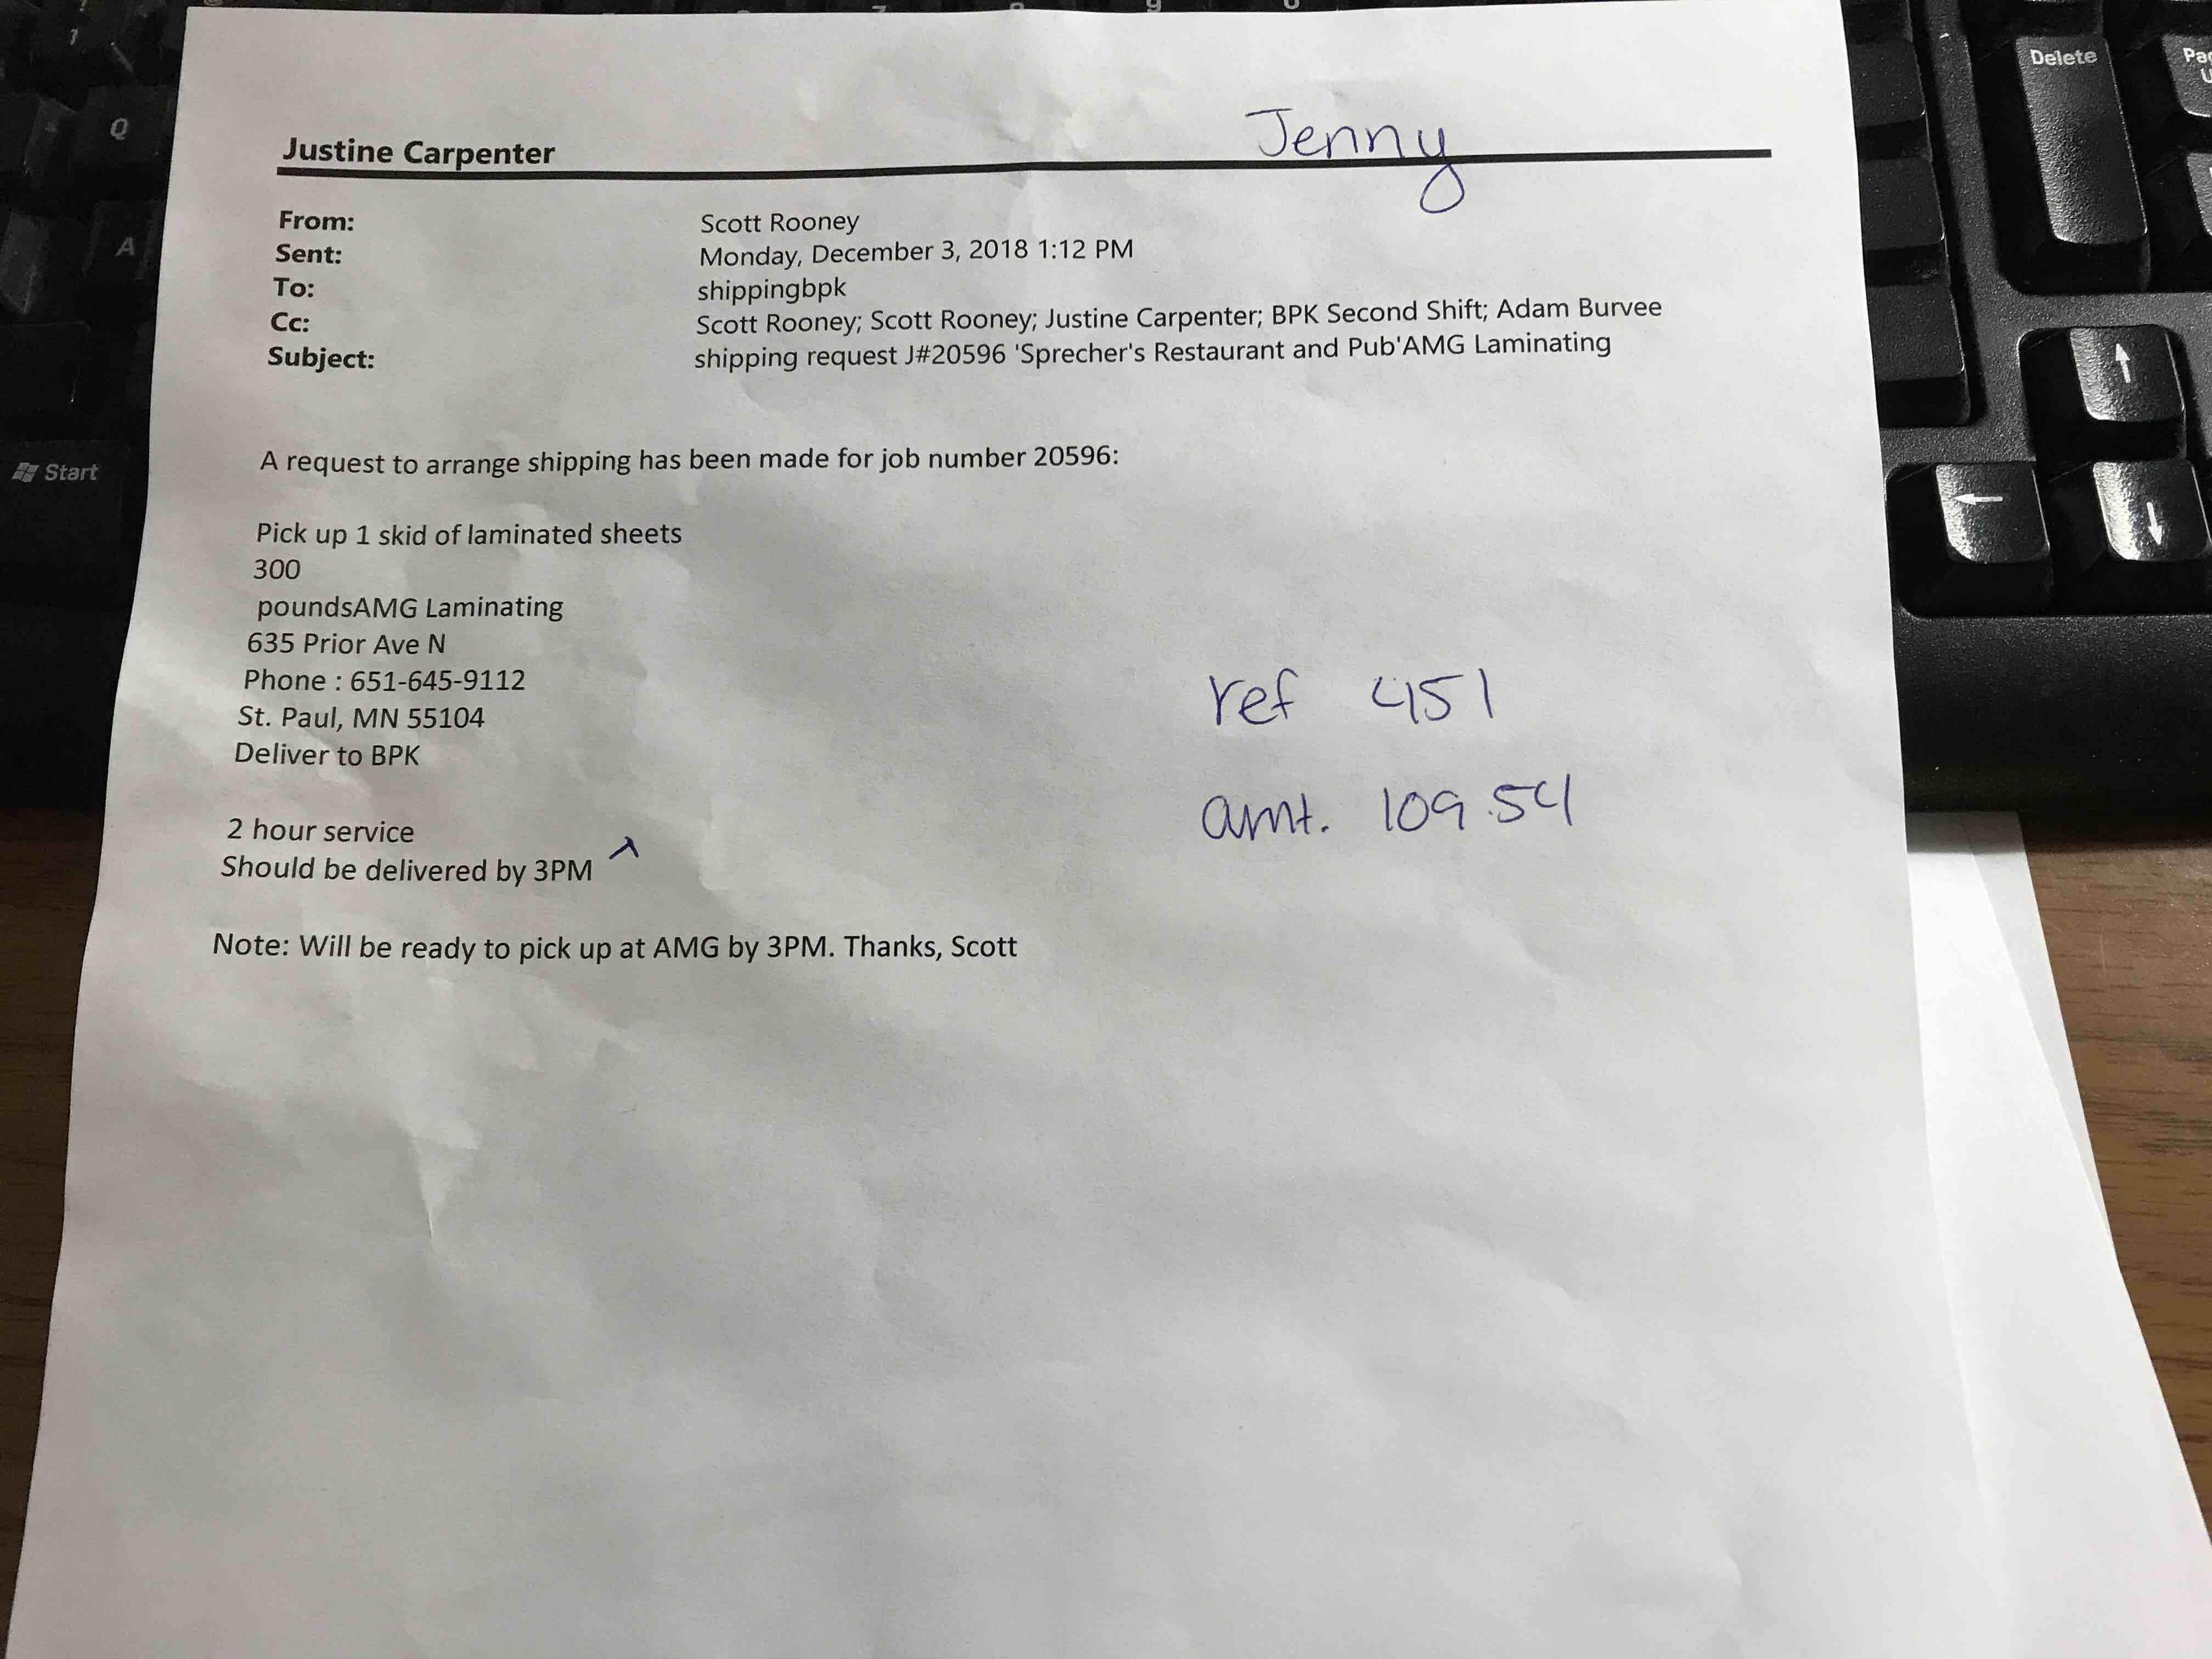 Jenny
Justine Carpenter
From: Scott Rooney
Sent: Monday, December 3, 2018 1:12 PM
To: shippingbpk
Cc: Scott Rooney; Scott Rooney; Justine Carpenter; BPK Second Shift; Adam Burvee
Subject: shipping request J#20596 'Sprecher's Restaurant and Pub'AMG Laminating
A request to arrange shipping has been made for job number 20596:
Pick up 1 skid of laminated sheets
300
poundsAMG Laminating
635 Prior Ave N
Phone : 651-645-9112
St. Paul, MN 55104
Deliver to BPK
2 hour service
Should be delivered by 3PM
Note: Will be ready to pick up at AMG by 3PM. Thanks, Scott
ref 451
amt. 109.54
Q
A
Start
Delete